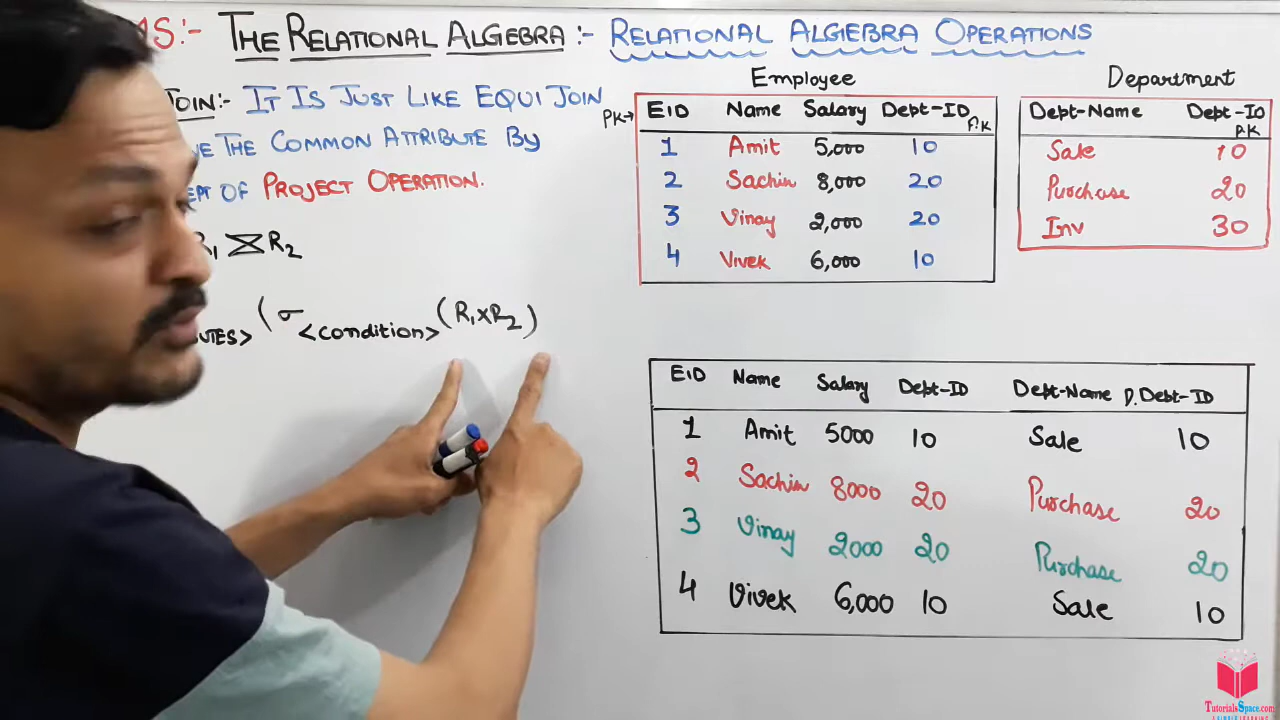 THE RELATIONAL ALGEBRA :- RELATIONAL ALGEBRA OPERATIONS
JOIN :- IT IS JUST LIKE EQUI JOIN
THE COMMON ATTRIBUTE BY
OF PROJECT OPERATION.
R1 ⋈ R2
(σ <condition> (R1 x R2)
Employee
PK→ EID Name Salary Dept-ID F.K
1 Amit 5,000 10
2 Sachin 8,000 20
3 Vinay 2,000 20
4 Vivek 6,000 10
Department
Dept-Name Dept-ID P.K
Sale 10
Purchase 20
Inv 30
EID Name Salary Dept-ID Dept-Name D.Dept-ID
1 Amit 5000 10 Sale 10
2 Sachin 8000 20 Purchase 20
3 Vinay 2000 20 Purchase 20
4 Vivek 6,000 10 Sale 10
TutorialsSpace.com